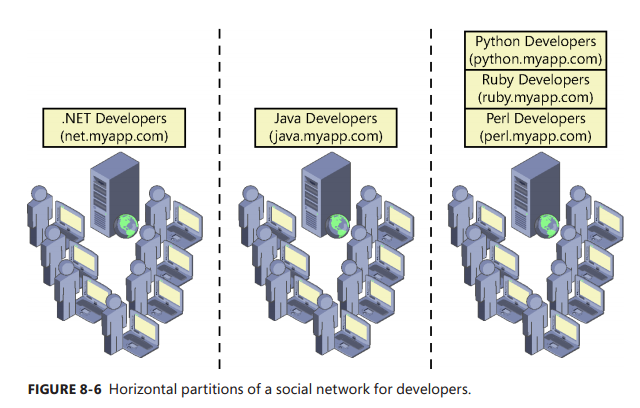 .NET Developers
(net.myapp.com)
Java Developers
(java.myapp.com)
Python Developers
(python.myapp.com)
Ruby Developers
(ruby.myapp.com)
Perl Developers
(perl.myapp.com)
FIGURE 8-6 Horizontal partitions of a social network for developers.